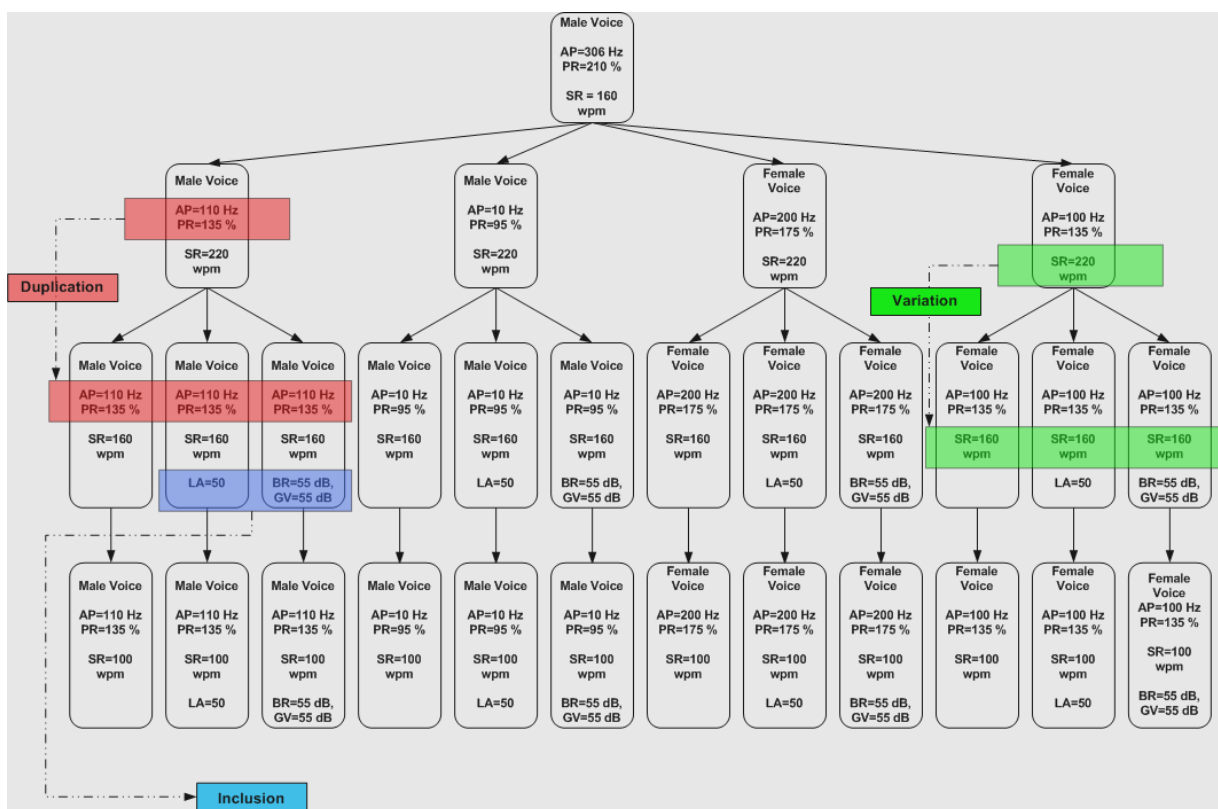 Male Voice
AP=306 Hz
PR=210 %
SR = 160
wpm
Male Voice
AP=110 Hz
PR=135 %
SR=220
wpm
Male Voice
AP=10 Hz
PR=95 %
SR=220
wpm
Female
Voice
AP=200 Hz
PR=175 %
SR=220
wpm
Female
Voice
AP=100 Hz
PR=135 %
SR=220
wpm
Duplication
Variation
Male Voice
AP=110 Hz
PR=135 %
SR=160
wpm
Male Voice
AP=110 Hz
PR=135 %
SR=160
wpm
LA=50
Male Voice
AP=110 Hz
PR=135 %
SR=160
wpm
BR=55 dB,
GV=55 dB
Male Voice
AP=10 Hz
PR=95 %
SR=160
wpm
Male Voice
AP=10 Hz
PR=95 %
SR=160
wpm
LA=50
Male Voice
AP=10 Hz
PR=95 %
SR=160
wpm
BR=55 dB,
GV=55 dB
Female
Voice
AP=200 Hz
PR=175 %
SR=160
wpm
Female
Voice
AP=200 Hz
PR=175 %
SR=160
wpm
LA=50
Female
Voice
AP=200 Hz
PR=175 %
SR=160
wpm
BR=55 dB,
GV=55 dB
Female
Voice
AP=100 Hz
PR=135 %
SR=160
wpm
Female
Voice
AP=100 Hz
PR=135 %
SR=160
wpm
LA=50
Female
Voice
AP=100 Hz
PR=135 %
SR=160
wpm
BR=55 dB,
GV=55 dB
Male Voice
AP=110 Hz
PR=135 %
SR=100
wpm
Male Voice
AP=110 Hz
PR=135 %
SR=100
wpm
LA=50
Male Voice
AP=110 Hz
PR=135 %
SR=100
wpm
BR=55 dB,
GV=55 dB
Male Voice
AP=10 Hz
PR=95 %
SR=100
wpm
Male Voice
AP=10 Hz
PR=95 %
SR=100
wpm
LA=50
Male Voice
AP=10 Hz
PR=95 %
SR=100
wpm
BR=55 dB,
GV=55 dB
Female
Voice
AP=200 Hz
PR=175 %
SR=100
wpm
Female
Voice
AP=200 Hz
PR=175 %
SR=100
wpm
LA=50
Female
Voice
AP=200 Hz
PR=175 %
SR=100
wpm
BR=55 dB,
GV=55 dB
Female
Voice
AP=100 Hz
PR=135 %
SR=100
wpm
Female
Voice
AP=100 Hz
PR=135 %
SR=100
wpm
LA=50
Female
Voice
AP=100 Hz
PR=135 %
SR=100
wpm
BR=55 dB,
GV=55 dB
Inclusion